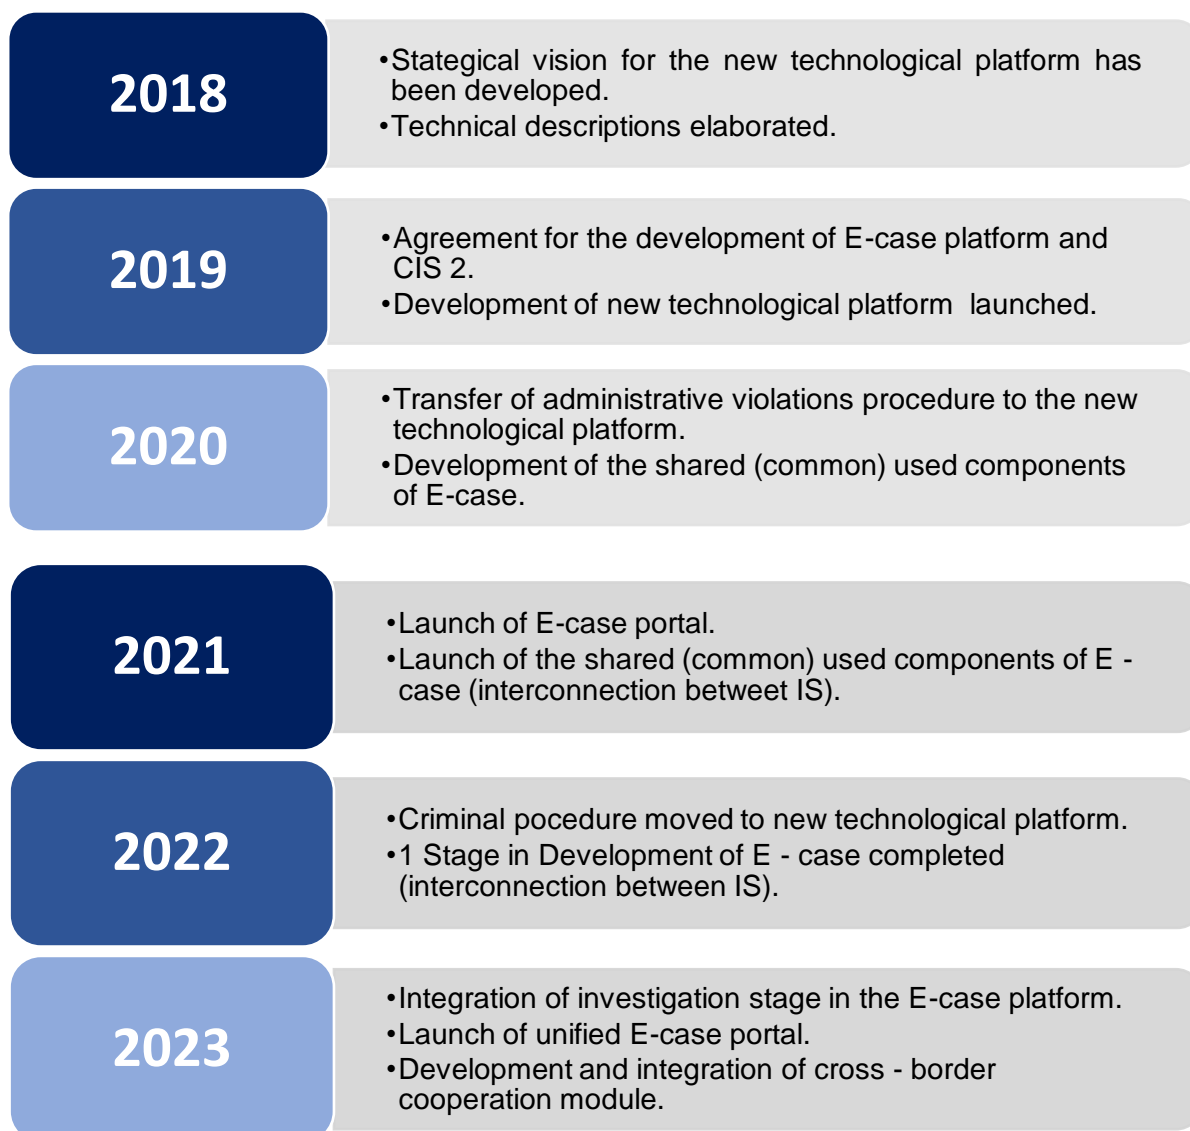 2018
•Stategical vision for the new technological platform has
been developed.
•Technical descriptions elaborated.
2019
•Agreement for the development of E-case platform and
CIS 2.
•Development of new technological platform launched.
2020
•Transfer of administrative violations procedure to the new
technological platform.
•Development of the shared (common) used components
of E-case.
2021
•Launch of E-case portal.
•Launch of the shared (common) used components of E -
case (interconnection betweet IS).
2022
•Criminal pocedure moved to new technological platform.
•1 Stage in Development of E - case completed
(interconnection between IS).
2023
•Integration of investigation stage in the E-case platform.
•Launch of unified E-case portal.
•Development and integration of cross - border
cooperation module.